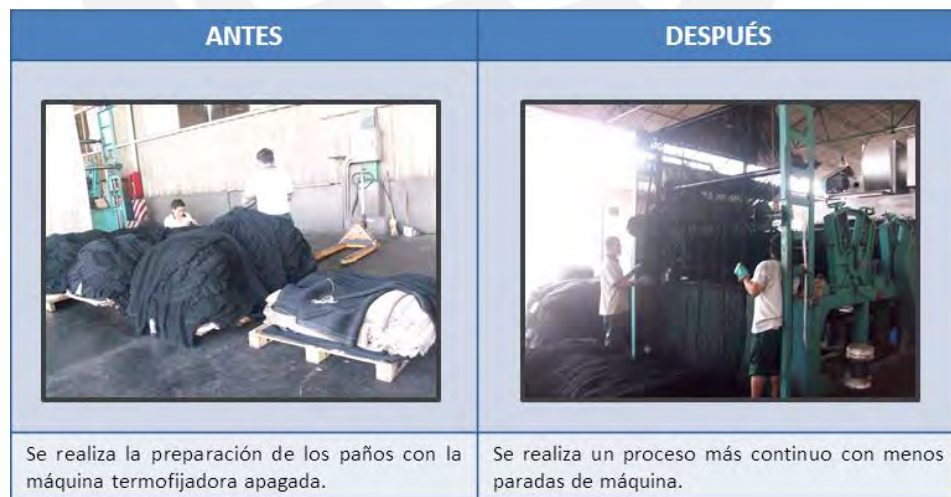 ANTES
DESPUÉS
Se realiza la preparación de los paños con la
máquina termofijadora apagada.
Se realiza un proceso más continuo con menos
paradas de máquina.